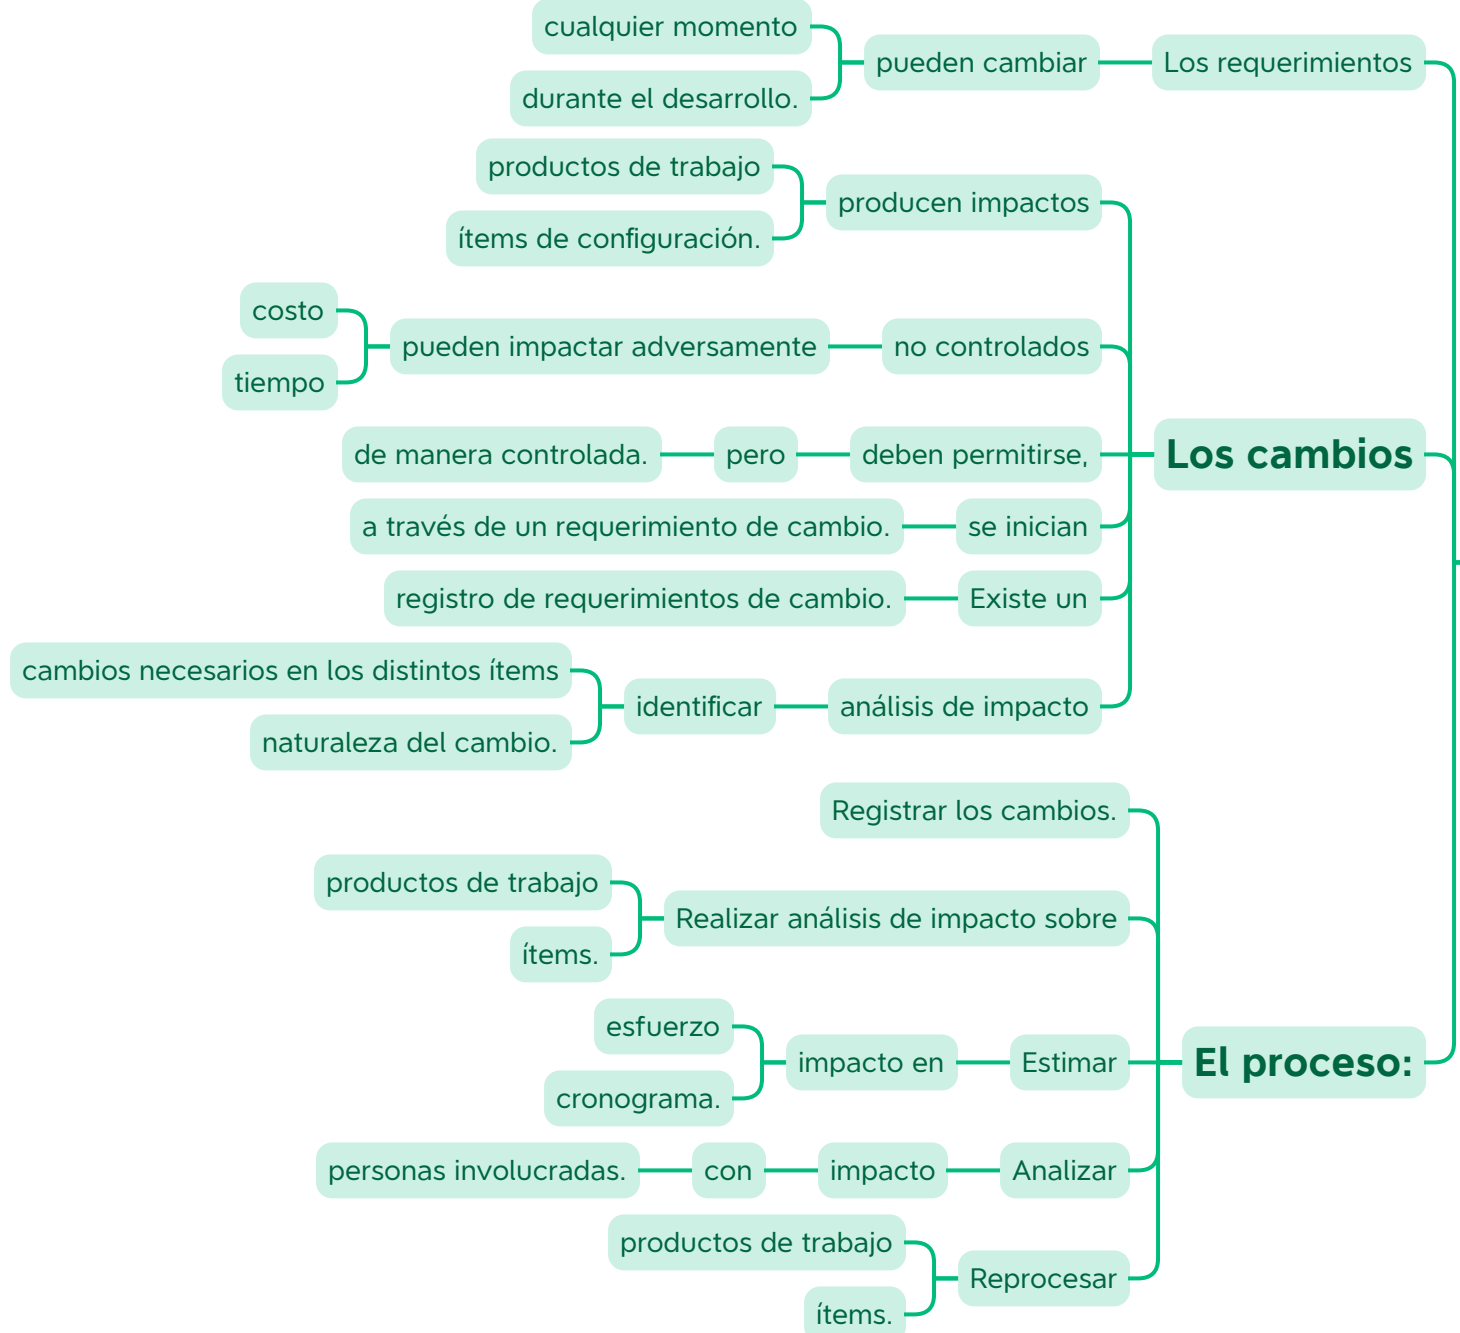 cualquier momento
pueden cambiar
Los requerimientos
durante el desarrollo.
productos de trabajo
producen impactos
ítems de configuración.
costo
pueden impactar adversamente
no controlados
tiempo
de manera controlada.
pero
deben permitirse,
Los cambios
a través de un requerimiento de cambio.
se inician
registro de requerimientos de cambio.
Existe un
cambios necesarios en los distintos ítems
identificar
análisis de impacto
naturaleza del cambio.
Registrar los cambios.
productos de trabajo
Realizar análisis de impacto sobre
ítems.
esfuerzo
impacto en
Estimar
El proceso:
cronograma.
personas involucradas.
con
impacto
Analizar
productos de trabajo
Reprocesar
ítems.